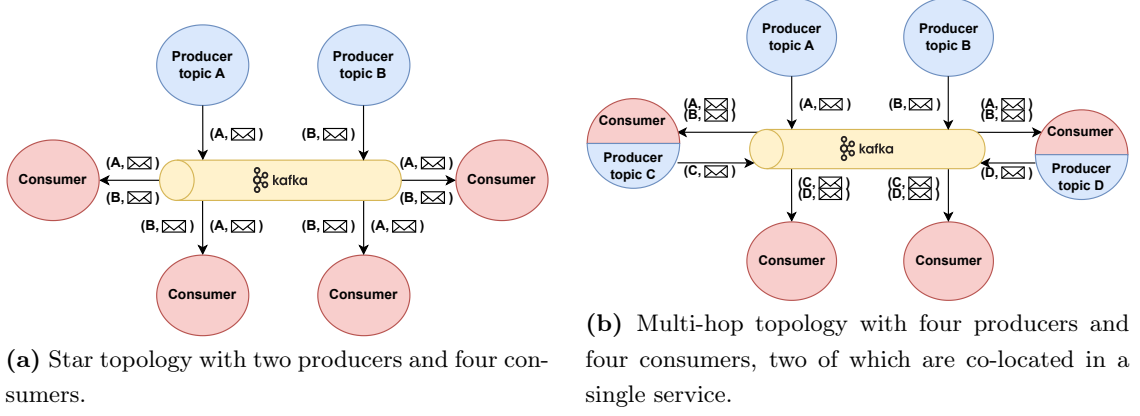 Producer
topic A
Producer
topic B
(A, )
(B, )
(A, )
(A, )
Consumer
kafka
Consumer
(B, )
(B, )
(B, )
(A, )
(B, )
(A, )
Consumer
Consumer
(a) Star topology with two producers and four con-
sumers.
Producer
topic A
Producer
topic B
(A, )
(B, )
(A, )
(B, )
(A, )
(B, )
Consumer
Producer
topic C
kafka
Consumer
Producer
topic D
(C, )
(D, )
(C, )
(D, )
(C, )
(D, )
Consumer
Consumer
(b) Multi-hop topology with four producers and
four consumers, two of which are co-located in a
single service.